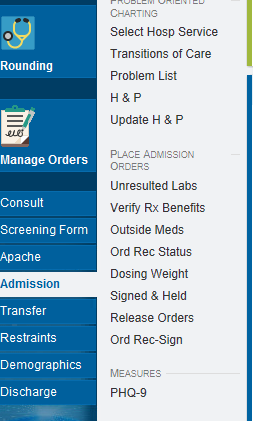 Rounding
Manage Orders
Consult
Screening Form
Apache
Admission
Transfer
Restraints
Demographics
Discharge
PROBLEM ORIENTED
CHARTING
Select Hosp Service
Transitions of Care
Problem List
H & P
Update H & P
PLACE ADMISSION
ORDERS
Unresulted Labs
Verify Rx Benefits
Outside Meds
Ord Rec Status
Dosing Weight
Signed & Held
Release Orders
Ord Rec-Sign
MEASURES
PHQ-9